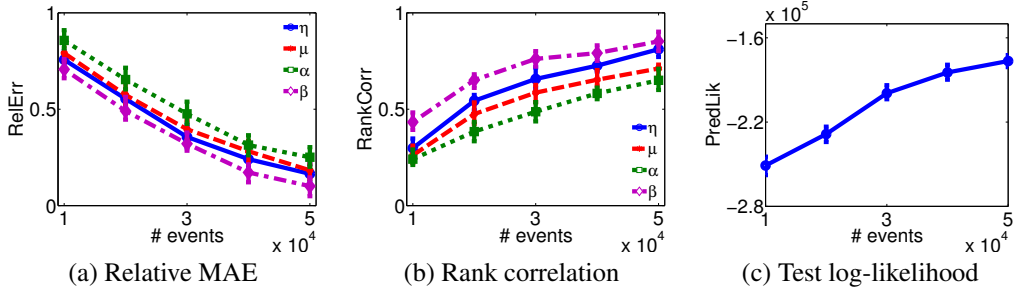 1
0.5
0
RelErr
η
μ
α
β
1
3
5
# events
x 10^4
(a) Relative MAE
1
0.5
0
RankCorr
η
μ
α
β
1
3
5
# events
x 10^4
(b) Rank correlation
x 10^5
−1.6
−2.2
−2.8
PredLik
1
3
5
# events
x 10^4
(c) Test log-likelihood